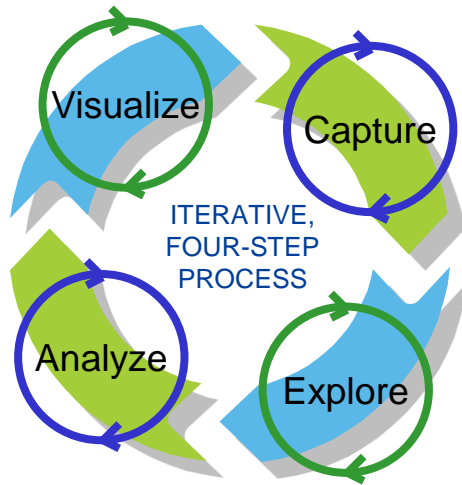 Visualize
Capture
ITERATIVE,
FOUR-STEP
PROCESS
Analyze
Explore